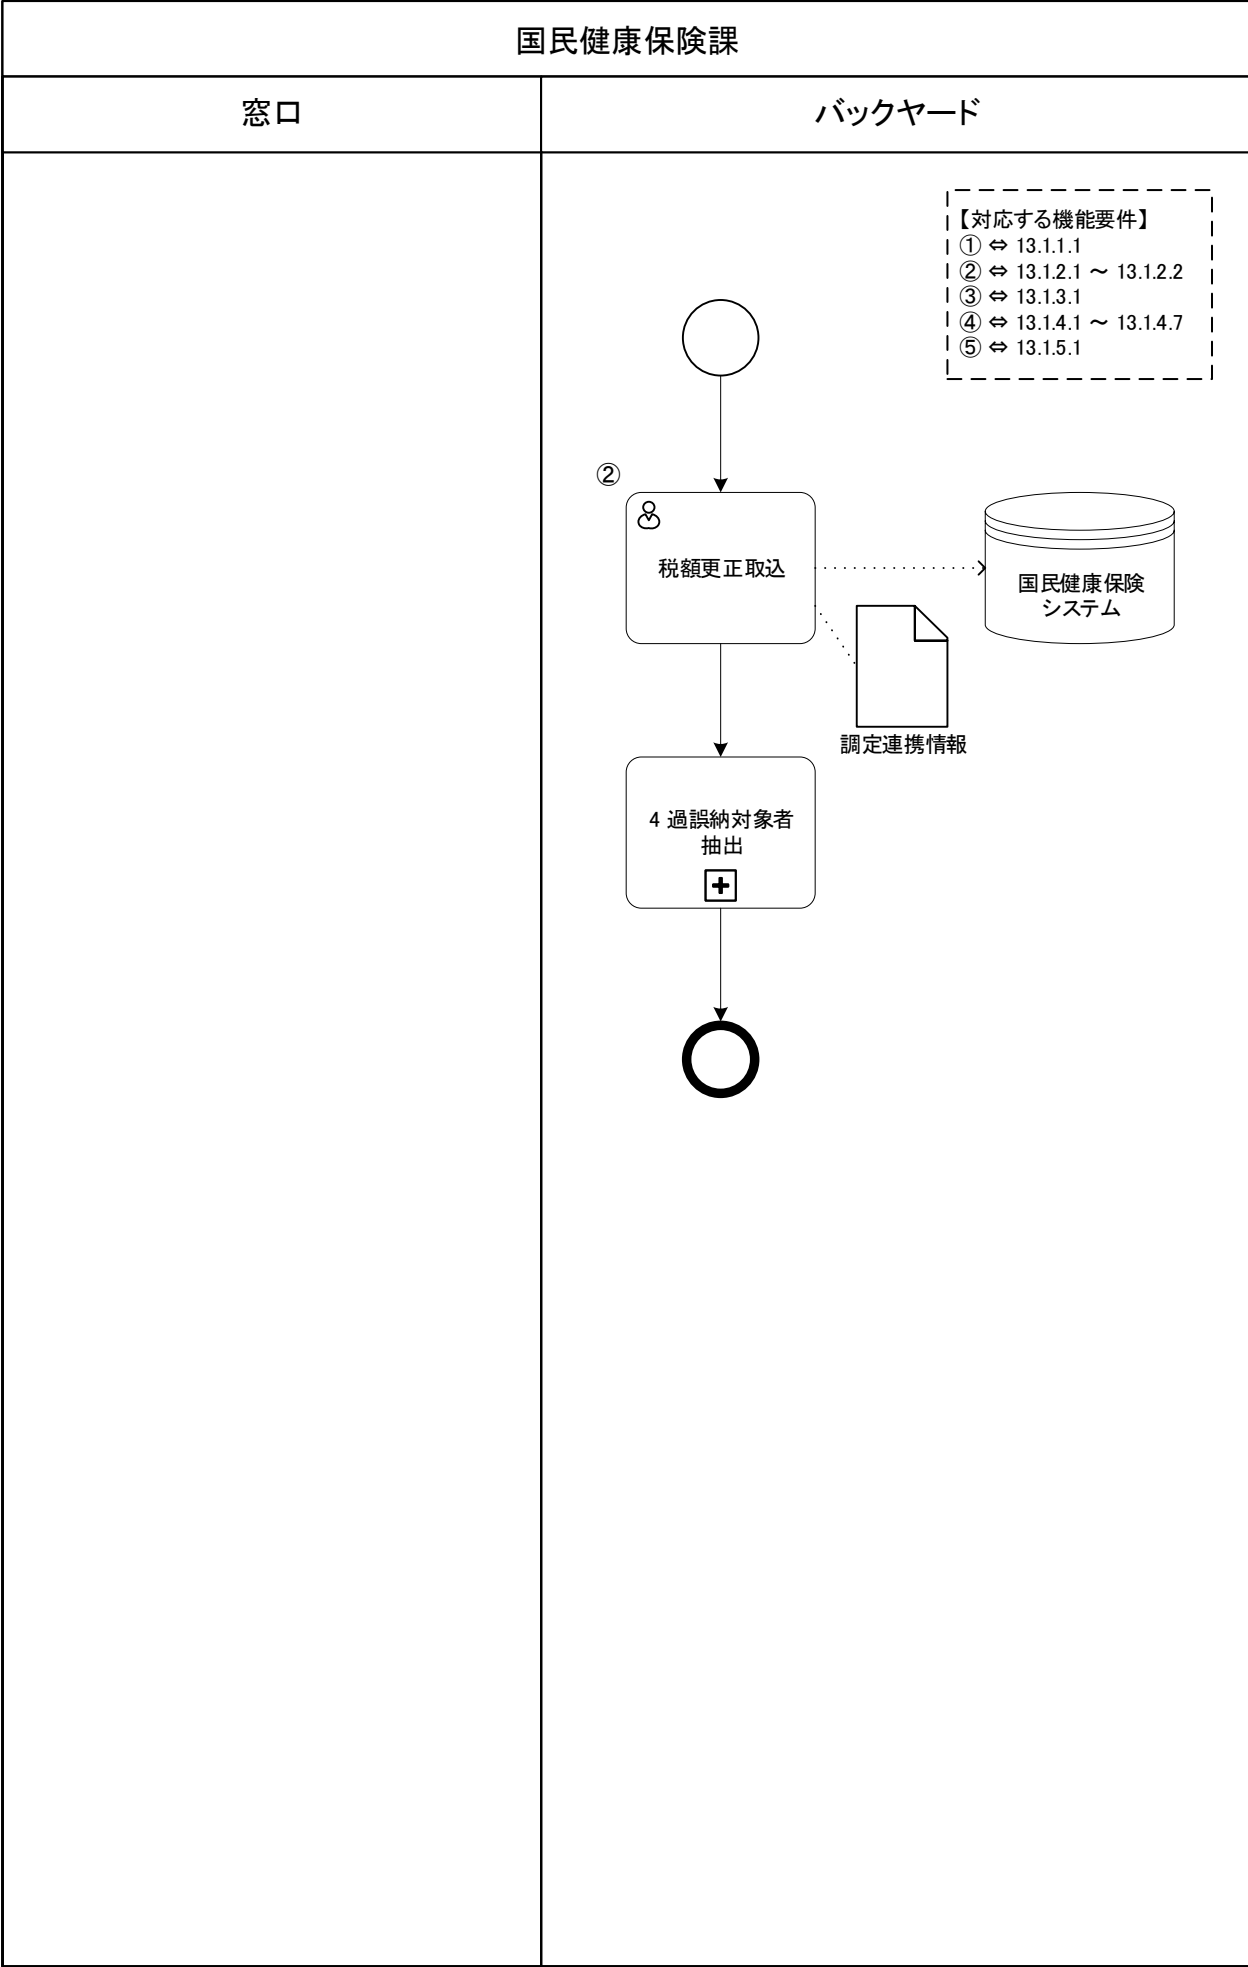 国民健康保険課
窓口
バックヤード
【対応する機能要件】
① ⇔ 13.1.1.1
② ⇔ 13.1.2.1 ～ 13.1.2.2
③ ⇔ 13.1.3.1
④ ⇔ 13.1.4.1 ～ 13.1.4.7
⑤ ⇔ 13.1.5.1
②
税額更正取込
国民健康保険
システム
調定連携情報
4 過誤納対象者
抽出